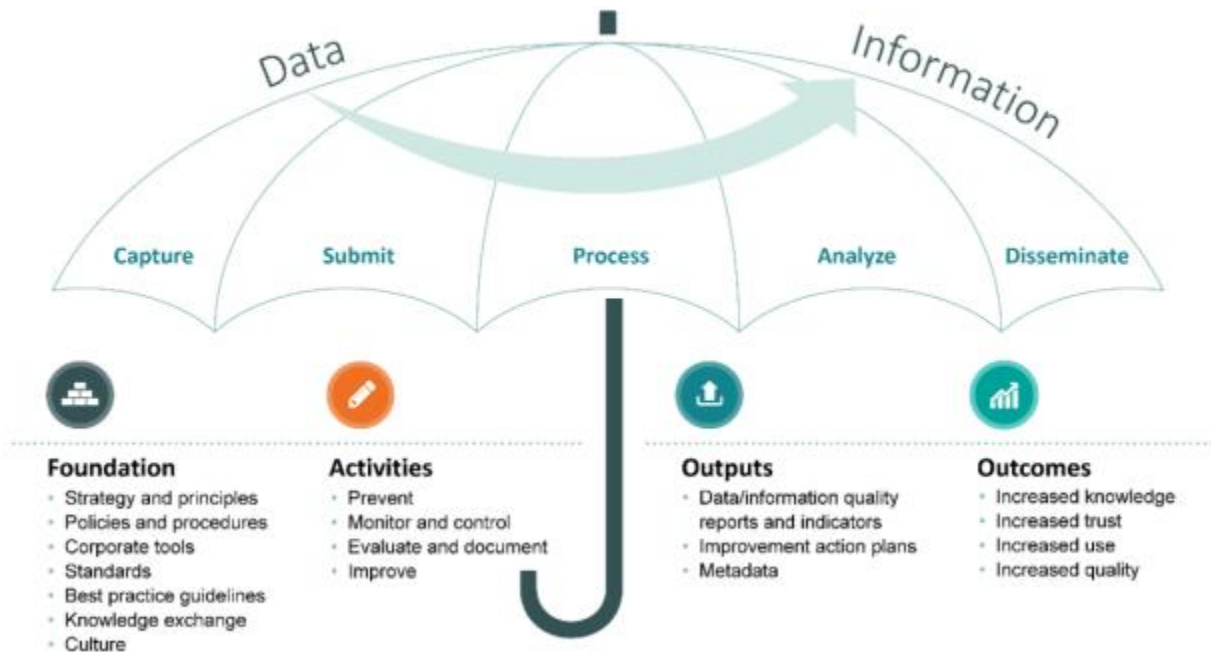 Data
Information
Capture
Submit
Process
Analyze
Disseminate
Foundation
Strategy and principles
Policies and procedures
Corporate tools
Standards
Best practice guidelines
Knowledge exchange
Culture
Activities
Prevent
Monitor and control
Evaluate and document
Improve
Outputs
Data/information quality
reports and indicators
Improvement action plans
Metadata
Outcomes
Increased knowledge
Increased trust
Increased use
Increased quality